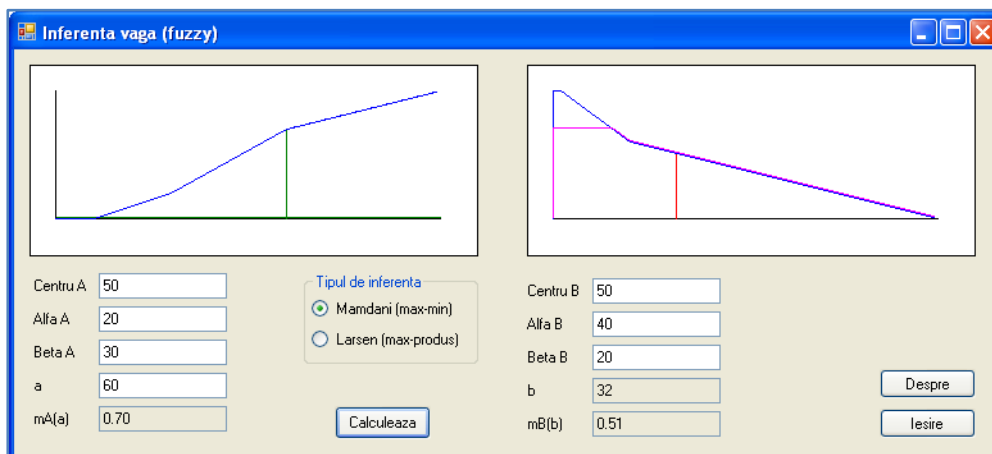 Inferenta vaga (fuzzy)
Centru A 50
Alfa A 20
Beta A 30
a 60
mA(a) 0.70
Tipul de inferenta
Mamdani (max-min)
Larsen (max-produs)
Calculeaza
Centru B 50
Alfa B 40
Beta B 20
b 32
mB(b) 0.51
Despre
Iesire